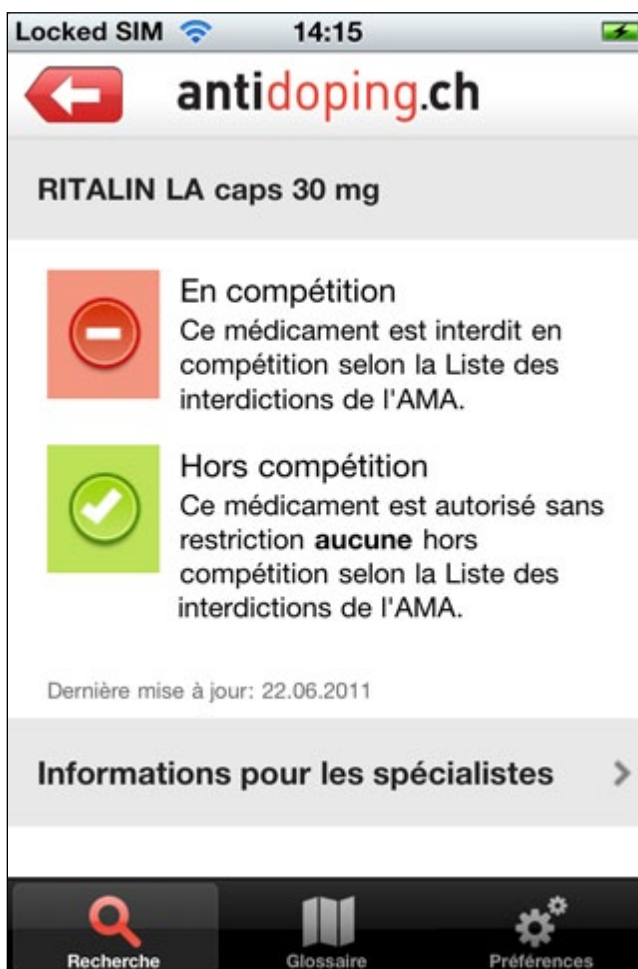 Locked SIM 14:15
antidoping.ch
RITALIN LA caps 30 mg
En compétition
Ce médicament est interdit en
compétition selon la Liste des
interdictions de l'AMA.
Hors compétition
Ce médicament est autorisé sans
restriction aucune hors
compétition selon la Liste des
interdictions de l'AMA.
Dernière mise à jour: 22.06.2011
Informations pour les spécialistes
Recherche Glossaire Préférences